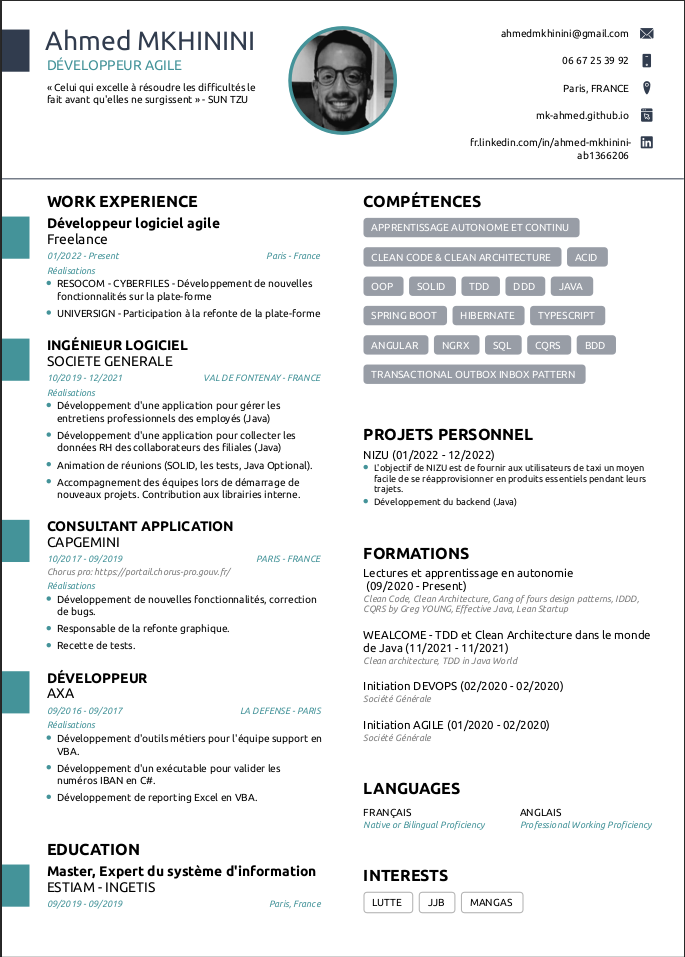 Ahmed MKHININI
DÉVELOPPEUR AGILE
« Celui qui excelle à résoudre les difficultés le
fait avant qu'elles ne surgissent » - SUN TZU
ahmedmkhinini@gmail.com
06 67 25 39 92
Paris, FRANCE
mk-ahmed.github.io
fr.linkedin.com/in/ahmed-mkhinini-
ab1366206
WORK EXPERIENCE
Développeur logiciel agile
Freelance
01/2022 - Present Paris - France
Réalisations
RESOCOM - CYBERFILES - Développement de nouvelles
fonctionnalités sur la plate-forme
UNIVERSIGN - Participation à la refonte de la plate-forme
INGÉNIEUR LOGICIEL
SOCIETE GENERALE
10/2019 - 12/2021 VAL DE FONTENAY - FRANCE
Réalisations
Développement d'une application pour gérer les
entretiens professionnels des employés (Java)
Développement d'une application pour collecter les
données RH des collaborateurs des filiales (Java)
Animation de réunions (SOLID, les tests, Java Optional).
Accompagnement des équipes lors de démarrage de
nouveaux projets. Contribution aux librairies interne.
CONSULTANT APPLICATION
CAPGEMINI
10/2017 - 09/2019 PARIS - FRANCE
Chorus pro: https://portail.chorus-pro.gouv.fr/
Réalisations
Développement de nouvelles fonctionnalités, correction
de bugs.
Responsable de la refonte graphique.
Recette de tests.
DÉVELOPPEUR
AXA
09/2016 - 09/2017 LA DEFENSE - PARIS
Réalisations
Développement d'outils métiers pour l'équipe support en
VBA.
Développement d'un exécutable pour valider les
numéros IBAN en C#.
Développement de reporting Excel en VBA.
EDUCATION
Master, Expert du système d'information
ESTIAM - INGETIS
09/2019 - 09/2019 Paris, France
COMPÉTENCES
APPRENTISSAGE AUTONOME ET CONTINU
CLEAN CODE & CLEAN ARCHITECTURE ACID
OOP SOLID TDD DDD JAVA
SPRING BOOT HIBERNATE TYPESCRIPT
ANGULAR NGRX SQL CQRS BDD
TRANSACTIONAL OUTBOX INBOX PATTERN
PROJETS PERSONNEL
NIZU (01/2022 - 12/2022)
L'objectif de NIZU est de fournir aux utilisateurs de taxi un moyen
facile de se réapprovisionner en produits essentiels pendant leurs
trajets.
Développement du backend (Java)
FORMATIONS
Lectures et apprentissage en autonomie
(09/2020 - Present)
Clean Code, Clean Architecture, Gang of fours design patterns, IDDD,
CQRS by Greg YOUNG, Effective Java, Lean Startup
WEALCOME - TDD et Clean Architecture dans le monde
de Java (11/2021 - 11/2021)
Clean architecture, TDD in Java World
Initiation DEVOPS (02/2020 - 02/2020)
Société Générale
Initiation AGILE (01/2020 - 02/2020)
Société Générale
LANGUAGES
FRANÇAIS ANGLAIS
Native or Bilingual Proficiency Professional Working Proficiency
INTERESTS
LUTTE JJB MANGAS